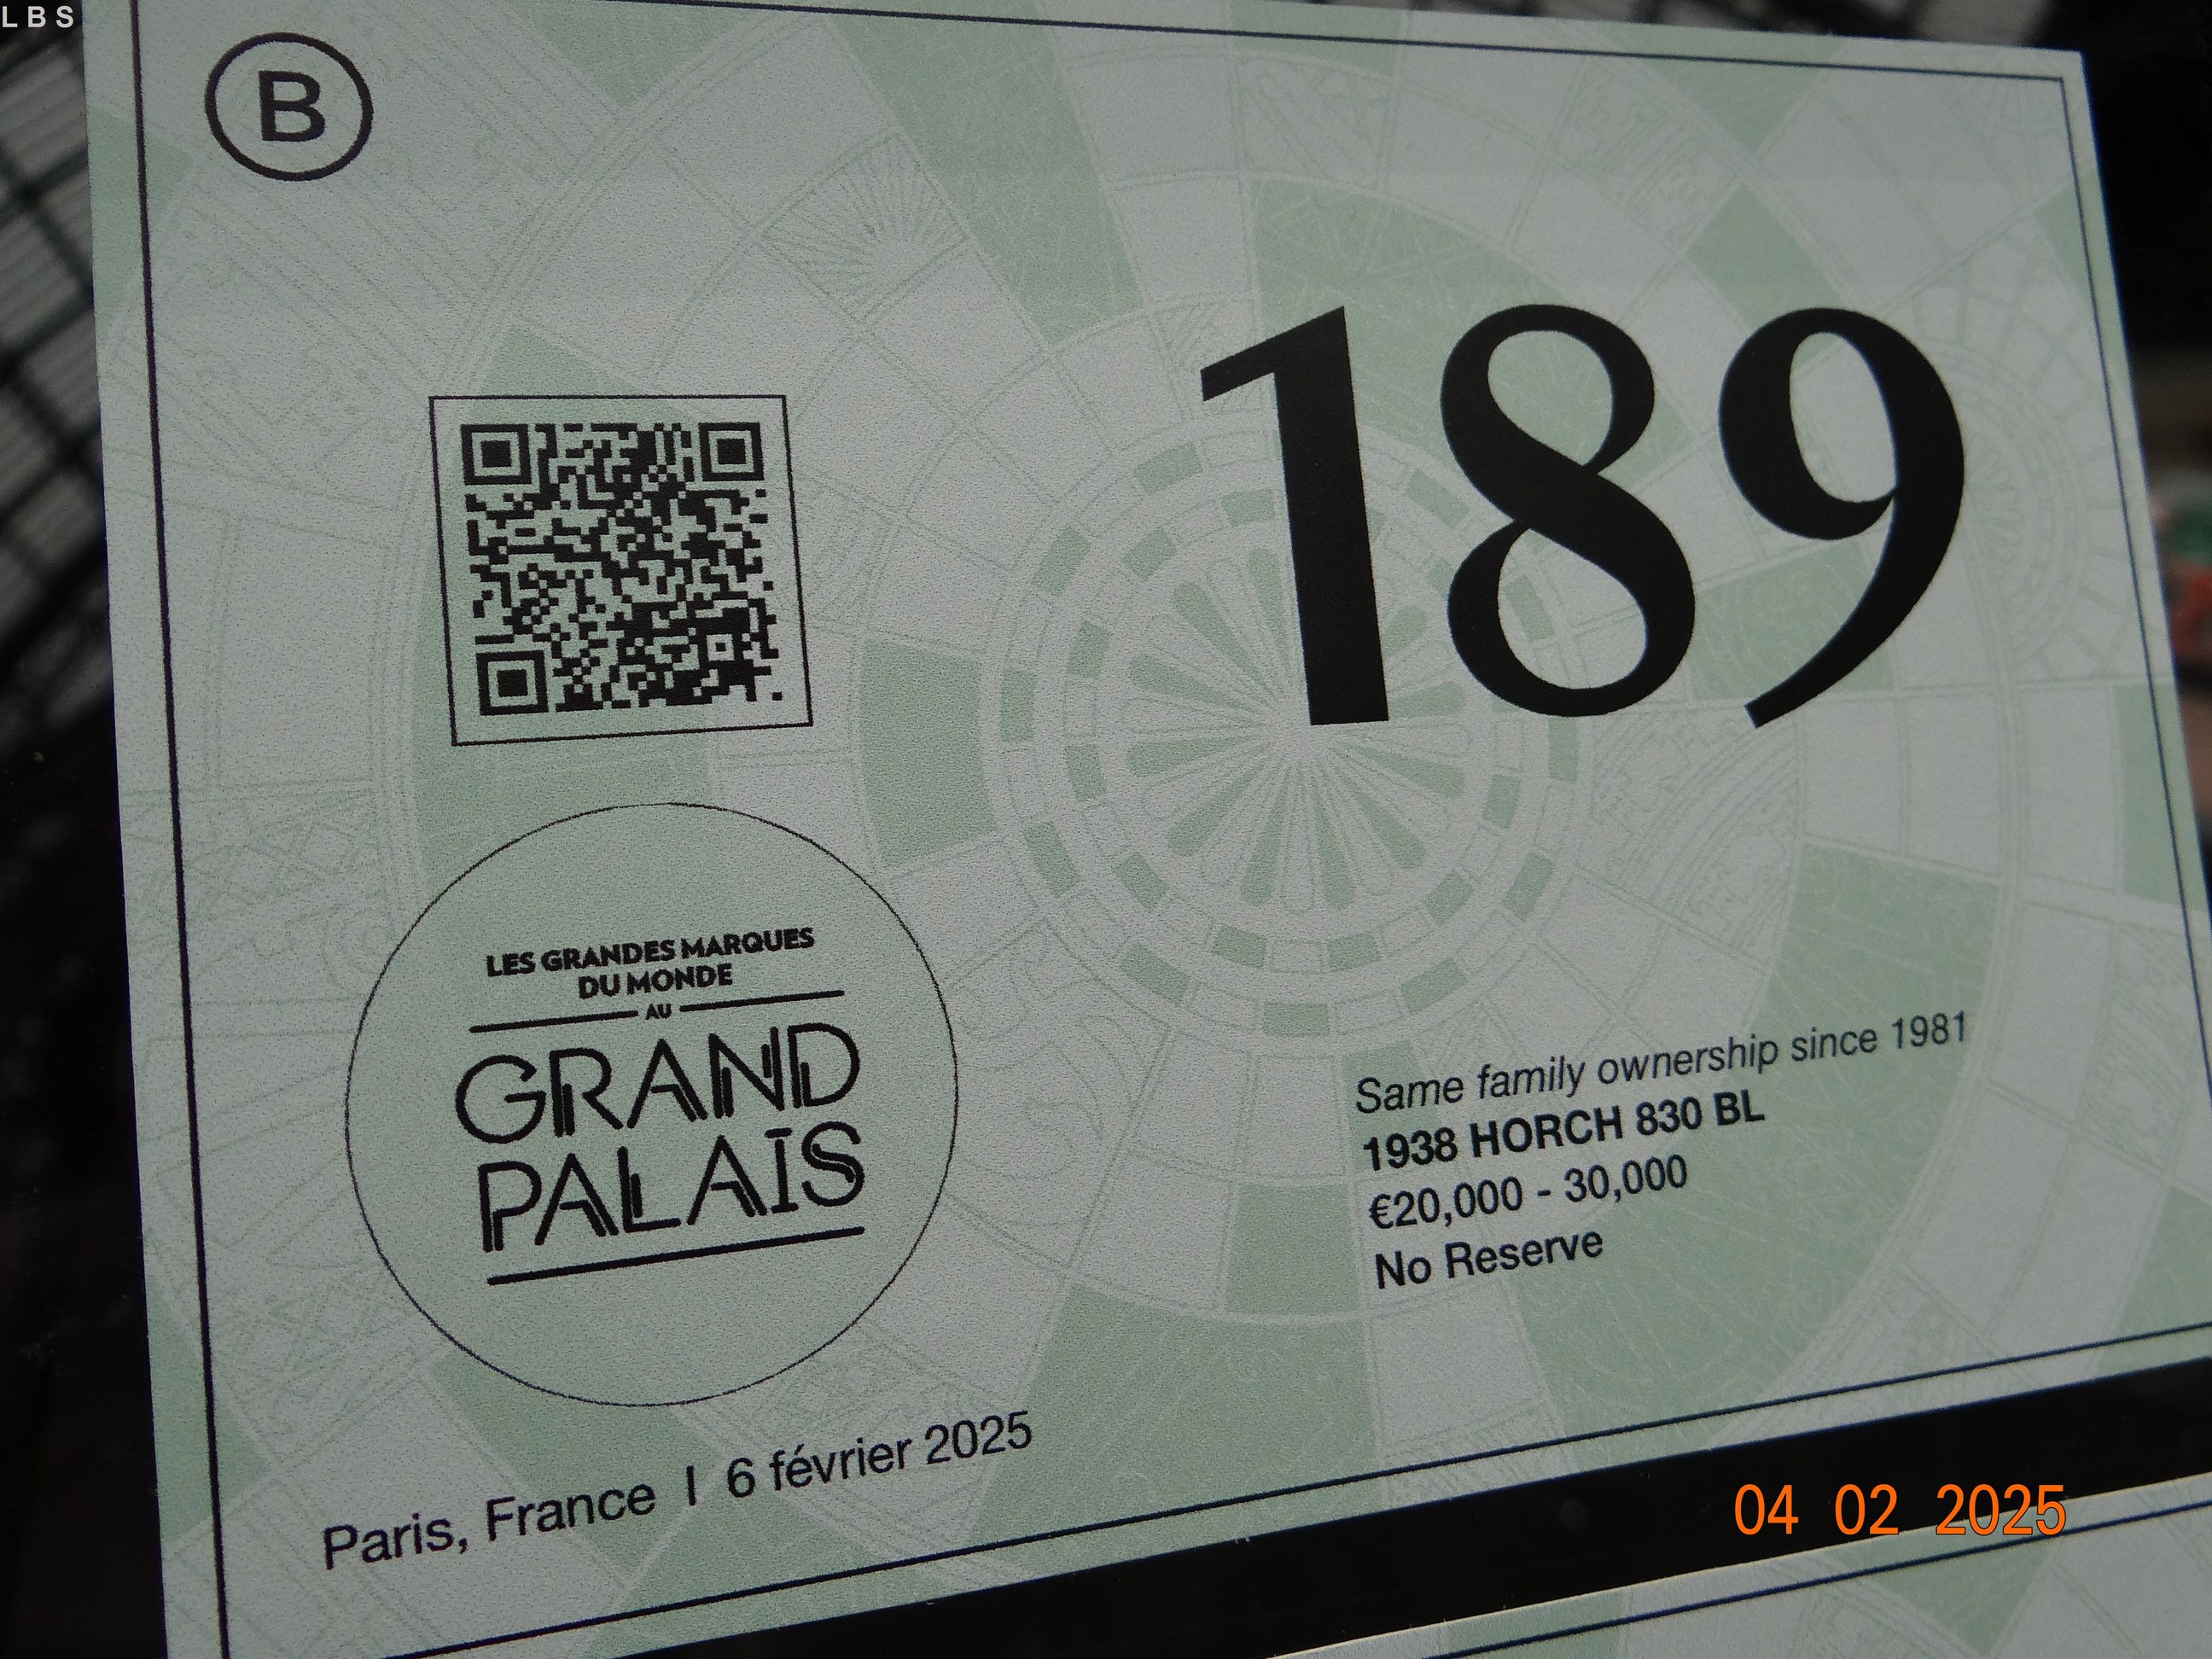 LBS
B
189
LES GRANDES MARQUES
DU MONDE
AU
GRAND
PALAIS
Same family ownership since 1981
1938 HORCH 830 BL
€20,000 - 30,000
No Reserve
Paris, France | 6 février 2025
04 02 2025